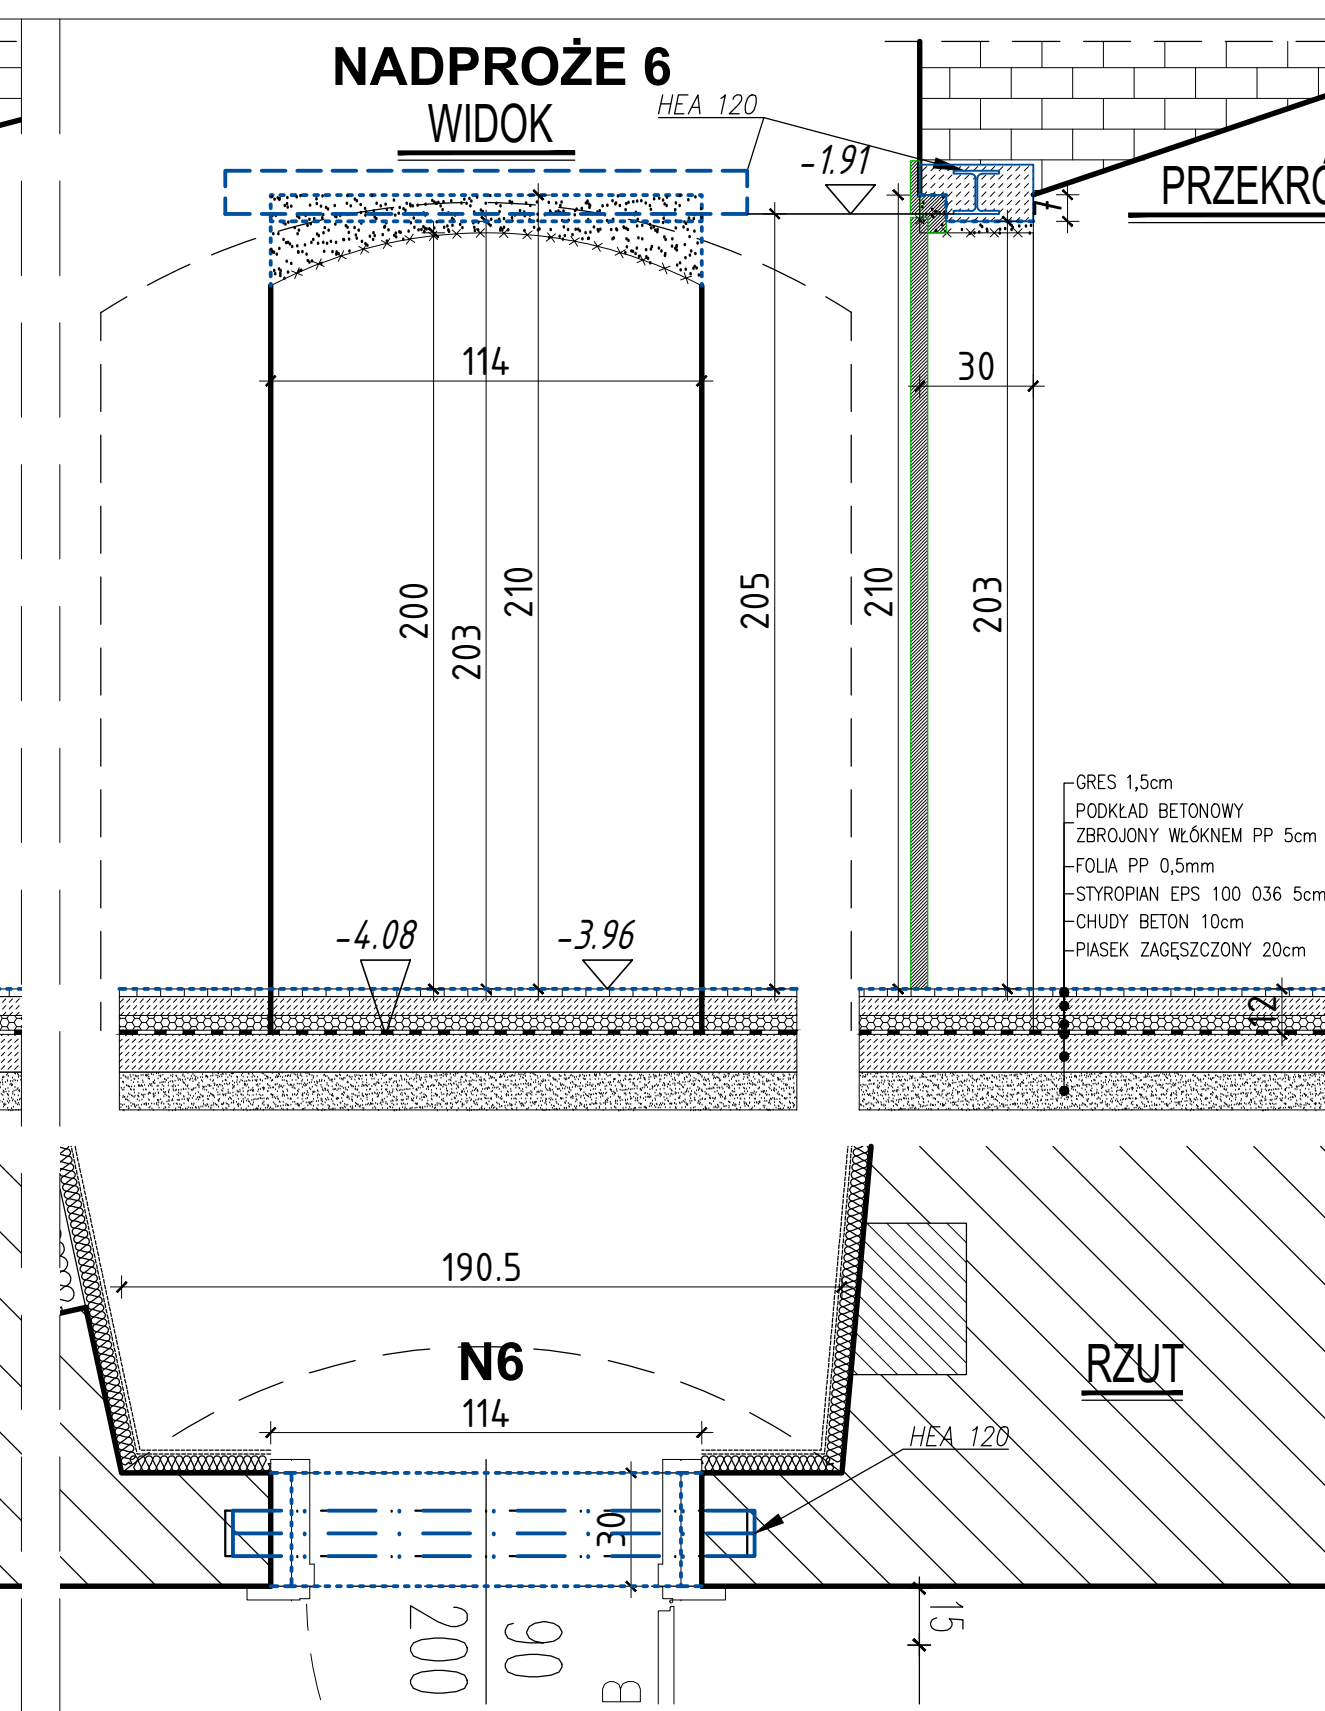 NADPROŻE 6
WIDOK
HEA 120
-1.91
7
114
30
200
203
210
205
210
203
-4.08
-3.96
GRES 1,5cm
PODKŁAD BETONOWY
ZBROJONY WŁÓKNEM PP 5cm
FOLIA PP 0,5mm
STYROPIAN EPS 100 036 5cm
CHUDY BETON 10cm
PIASEK ZAGĘSZCZONY 20cm
12
190.5
N6
114
RZUT
HEA 120
30
15
200
90
B